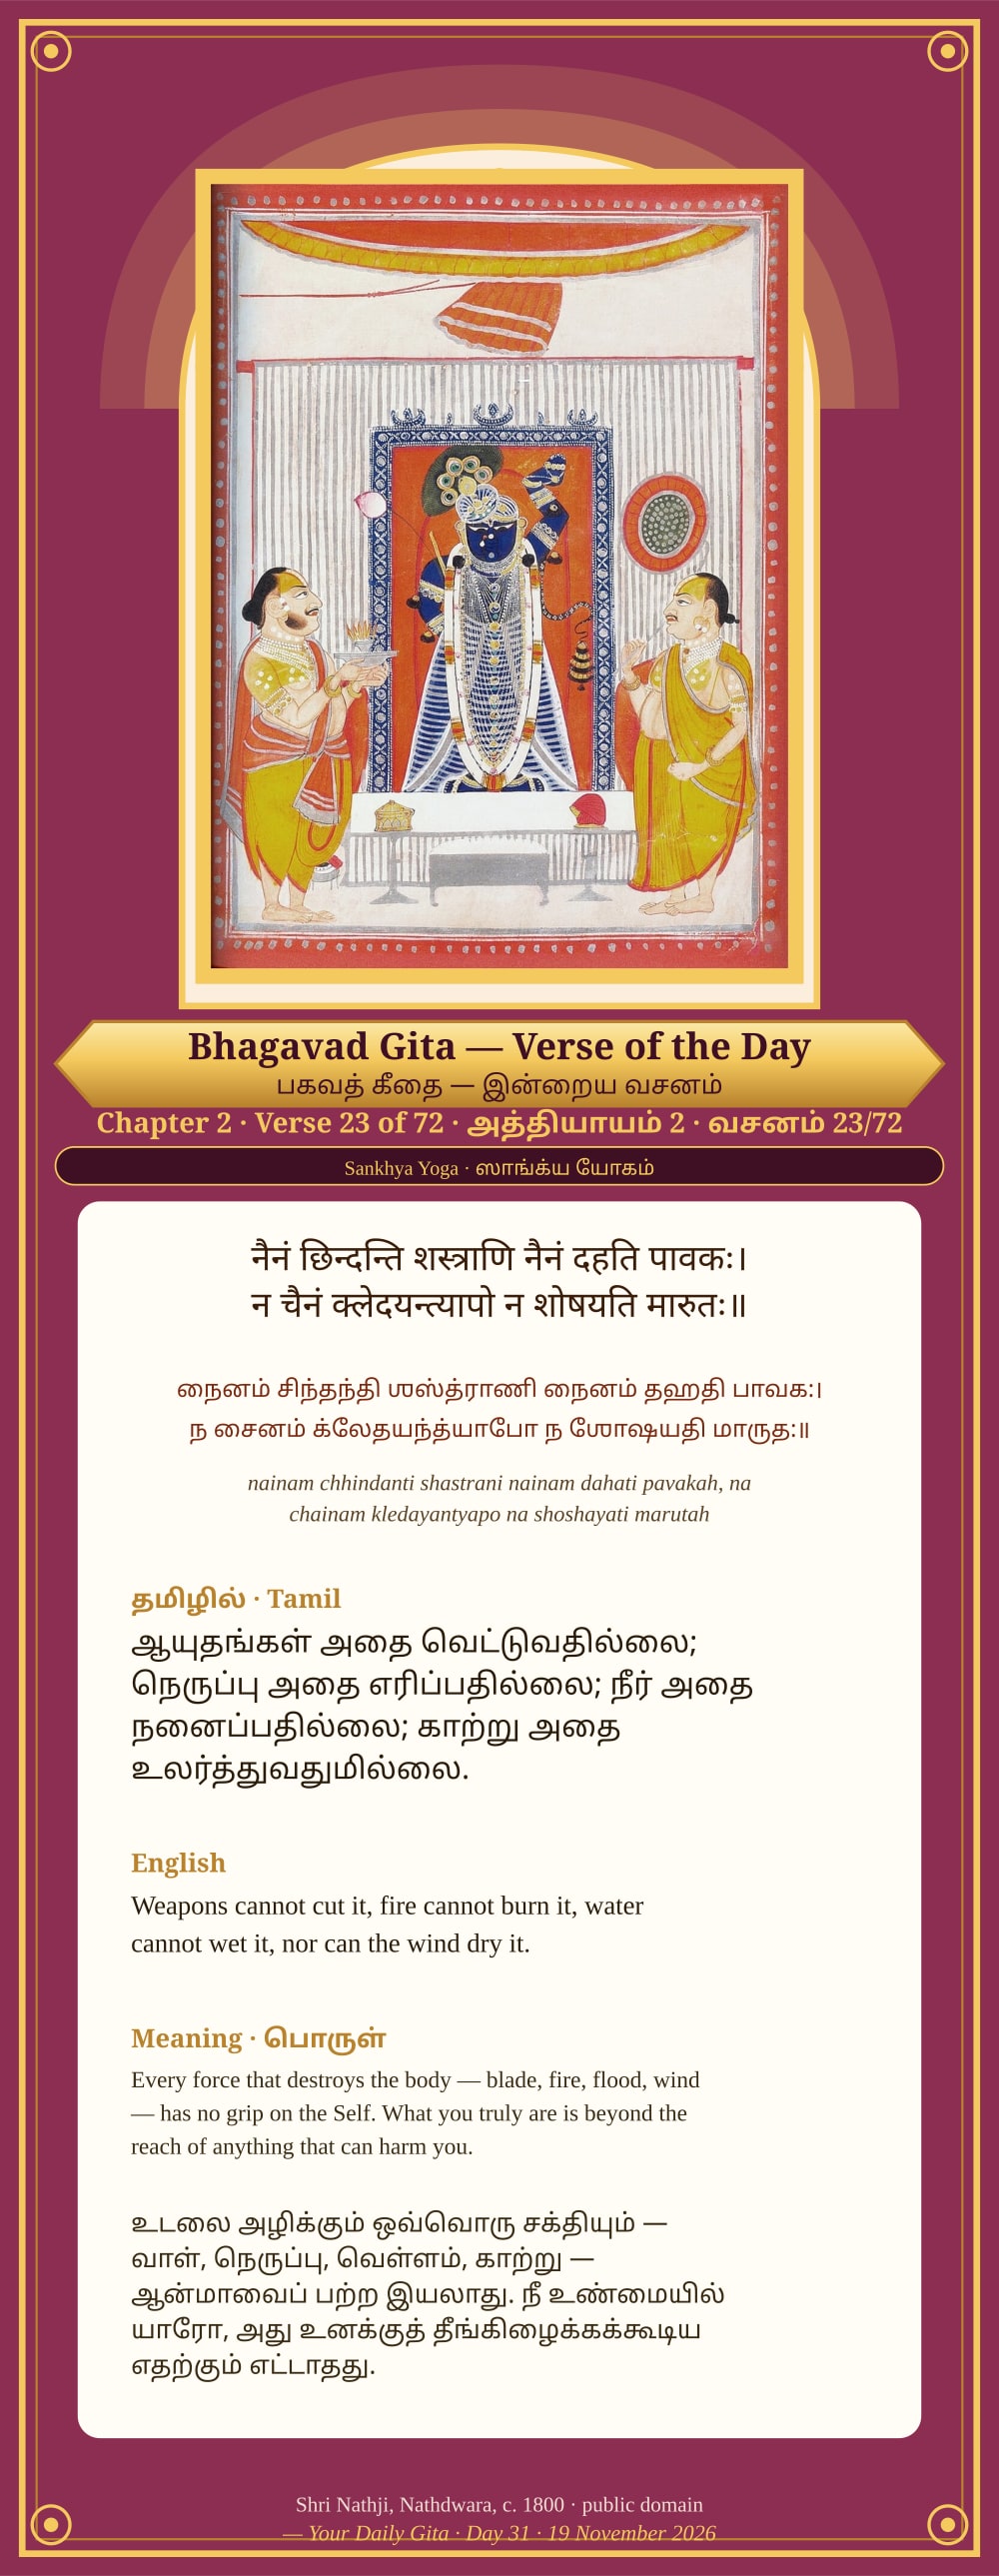 Bhagavad Gita — Verse of the Day
பகவத் கீதை — இன்றைய வசனம்
Chapter 2 · Verse 23 of 72 · அத்தியாயம் 2 · வசனம் 23/72
Sankhya Yoga · ஸாங்க்ய யோகம்
नैनं छिन्दन्ति शस्त्राणि नैनं दहति पावकः।
न चैनं क्लेदयन्त्यापो न शोषयति मारुतः॥
நைனம் சிந்தந்தி ஶஸ்த்ராணி நைனம் தஹதி பாவக:।
ந சைனம் க்லேதயந்த்யாபோ ந ஶோஷயதி மாருத:॥
nainam chhindanti shastrani nainam dahati pavakah, na
chainam kledayantyapo na shoshayati marutah
தமிழில் · Tamil
ஆயுதங்கள் அதை வெட்டுவதில்லை;
நெருப்பு அதை எரிப்பதில்லை; நீர் அதை
நனைப்பதில்லை; காற்று அதை
உலர்த்துவதுமில்லை.
English
Weapons cannot cut it, fire cannot burn it, water
cannot wet it, nor can the wind dry it.
Meaning · பொருள்
Every force that destroys the body — blade, fire, flood, wind
— has no grip on the Self. What you truly are is beyond the
reach of anything that can harm you.
உடலை அழிக்கும் ஒவ்வொரு சக்தியும் —
வாள், நெருப்பு, வெள்ளம், காற்று —
ஆன்மாவைப் பற்ற இயலாது. நீ உண்மையில்
யாரோ, அது உனக்குத் தீங்கிழைக்கக்கூடிய
எதற்கும் எட்டாதது.
Shri Nathji, Nathdwara, c. 1800 · public domain
— Your Daily Gita · Day 31 · 19 November 2026